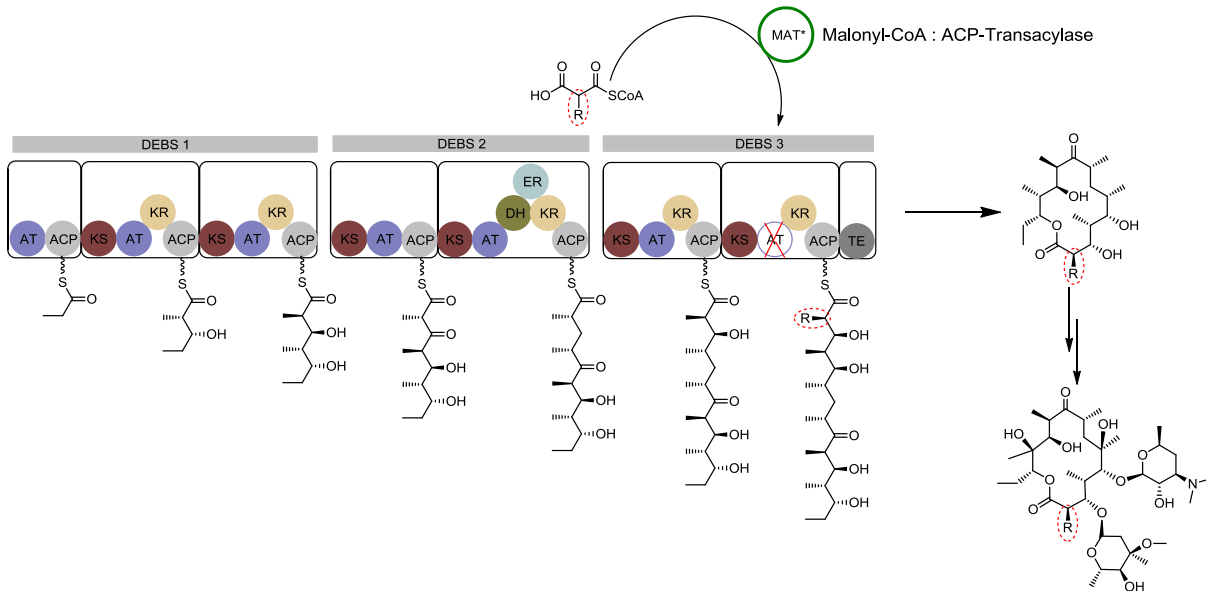 MAT* Malonyl-CoA : ACP-Transacylase
O O
HO SCoA
R
DEBS 1 DEBS 2 DEBS 3
ER
KR KR DH KR KR KR
AT ACP KS AT ACP KS AT ACP KS AT ACP KS AT ACP KS AT ACP KS AT ACP TE
S S S S S S S
O O O O O O O
OH OH O R
OH OH O OH OH
OH O OH
OH OH O O
OH OH
OH O
OH
OH
O
OH
O OH
O OH
R
O
HO OH
OH
O O O
O N
OH
R O
O
O O
OH